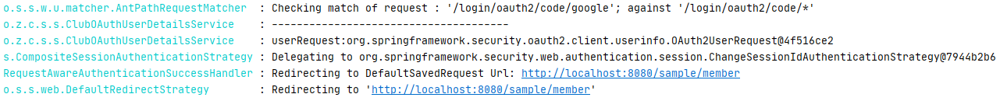 o.s.s.w.u.matcher.AntPathRequestMatcher  : Checking match of request : '/login/oauth2/code/google'; against '/login/oauth2/code/*'
o.z.c.s.s.ClubOAuthUserDetailsService    : --------------------------------------
o.z.c.s.s.ClubOAuthUserDetailsService    : userRequest:org.springframework.security.oauth2.client.userinfo.OAuth2UserRequest@4f516ce2
s.CompositeSessionAuthenticationStrategy : Delegating to org.springframework.security.web.authentication.session.ChangeSessionIdAuthenticationStrategy@7944b2b6
RequestAwareAuthenticationSuccessHandler : Redirecting to DefaultSavedRequest Url: http://localhost:8080/sample/member
o.s.s.web.DefaultRedirectStrategy        : Redirecting to 'http://localhost:8080/sample/member'